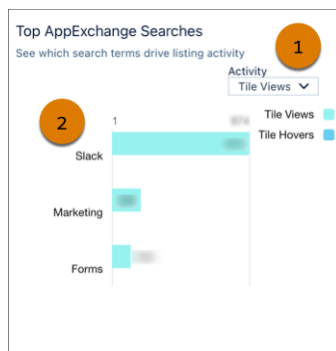 Top AppExchange Searches
See which search terms drive listing activity
1
Activity
Tile Views
2
1
Tile Views
Tile Hovers
Slack
Marketing
Forms